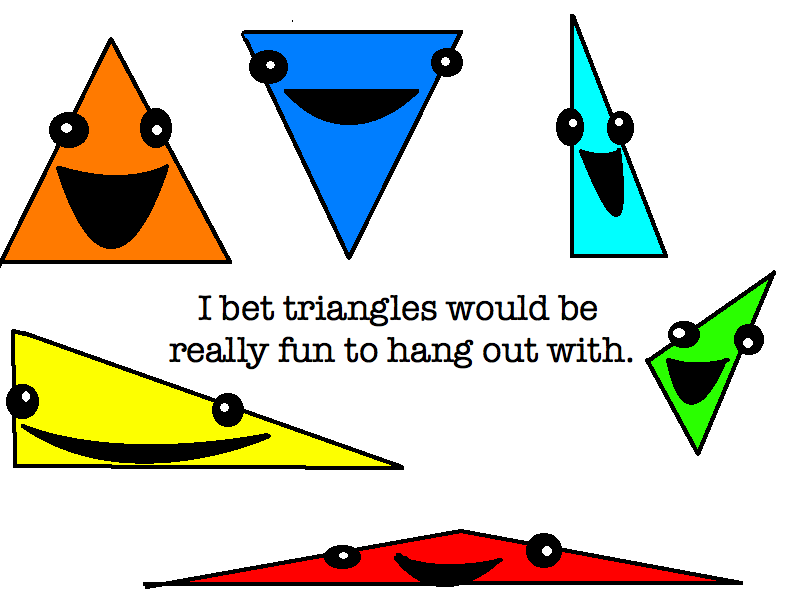 I bet triangles would be
really fun to hang out with.